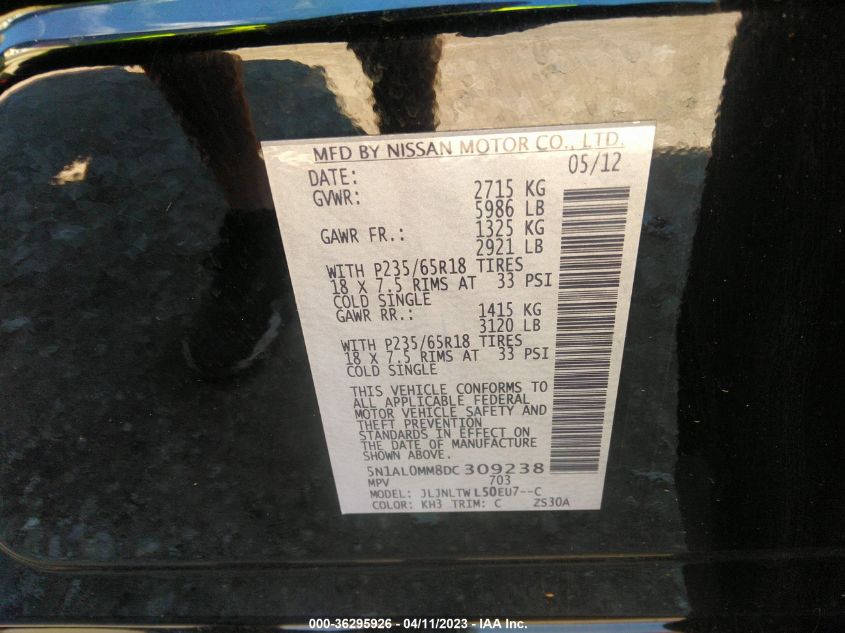 MFD BY NISSAN MOTOR CO., LTD.
DATE: 05/12
GVWR: 2715 KG
5986 LB
GAWR FR.: 1325 KG
2921 LB
WITH P235/65R18 TIRES
18 X 7.5 RIMS AT 33 PSI
COLD SINGLE
GAWR RR.: 1415 KG
3120 LB
WITH P235/65R18 TIRES
18 X 7.5 RIMS AT 33 PSI
COLD SINGLE
THIS VEHICLE CONFORMS TO
ALL APPLICABLE FEDERAL
MOTOR VEHICLE SAFETY AND
THEFT PREVENTION
STANDARDS IN EFFECT ON
THE DATE OF MANUFACTURE
SHOWN ABOVE.
5N1AL0MM8DC 309238
MPV 703
MODEL: JLJNLTW L50EU7--C
COLOR: KH3 TRIM: C ZS30A
000-36295926 - 04/11/2023 - IAA Inc.